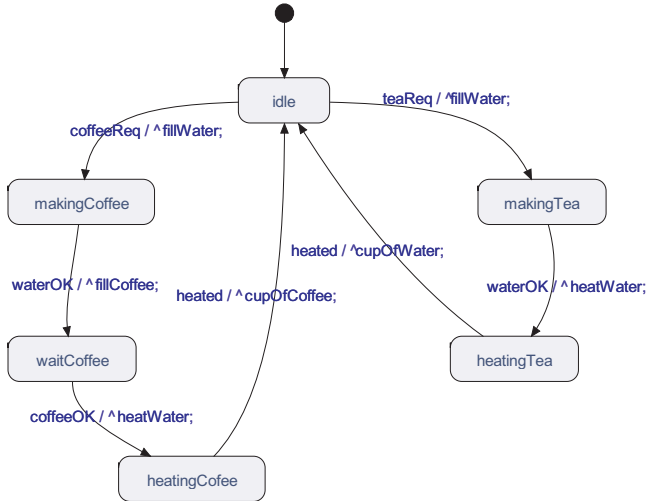 idle
teaReq / ^fillWater;
coffeeReq / ^fillWater;
makingCoffee
makingTea
heated / ^cupOfWater;
waterOK / ^fillCoffee;
heated / ^cupOfCoffee;
waterOK / ^heatWater;
waitCoffee
heatingTea
coffeeOK / ^heatWater;
heatingCofee